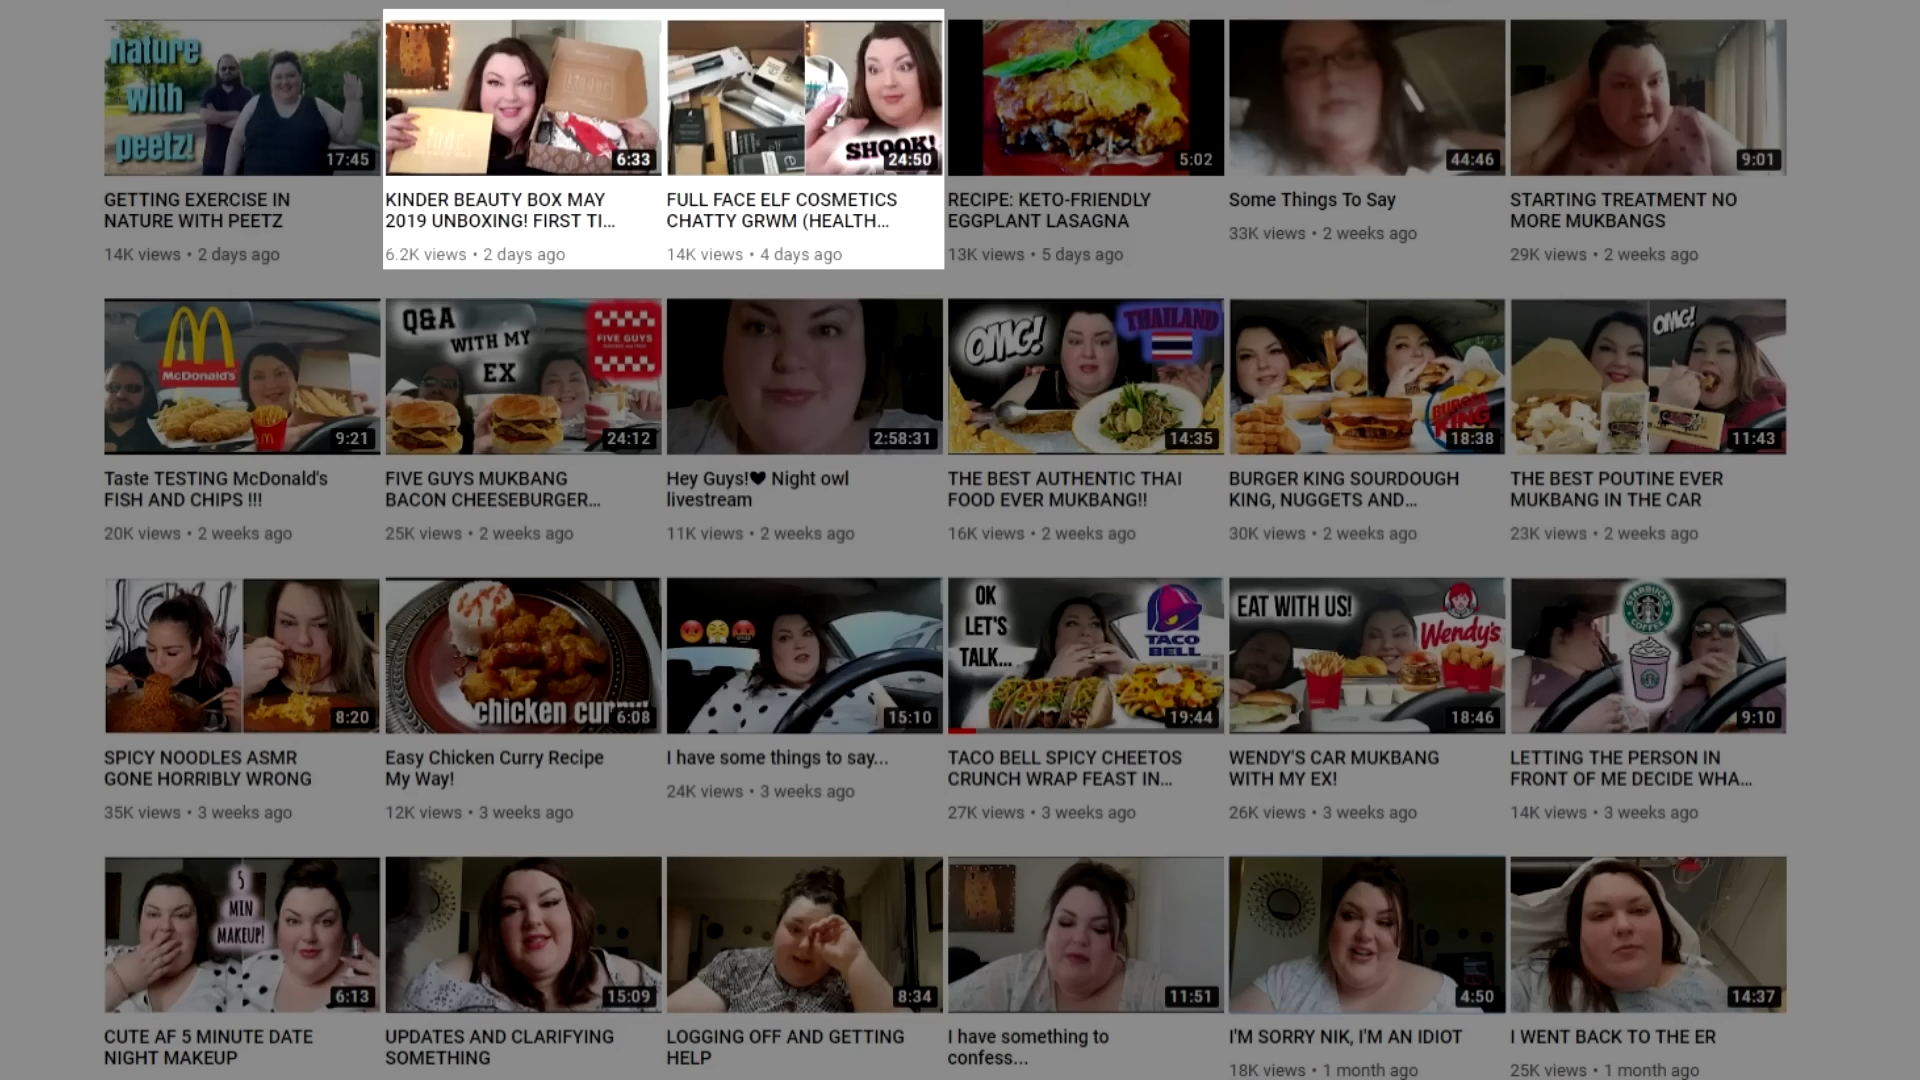 nature
with
peetz!
17:45
GETTING EXERCISE IN
NATURE WITH PEETZ
14K views • 2 days ago
6:33
KINDER BEAUTY BOX MAY
2019 UNBOXING! FIRST TI...
6.2K views • 2 days ago
SHOOK!
24:50
FULL FACE ELF COSMETICS
CHATTY GRWM (HEALTH...
14K views • 4 days ago
5:02
RECIPE: KETO-FRIENDLY
EGGPLANT LASAGNA
13K views • 5 days ago
44:46
Some Things To Say
33K views • 2 weeks ago
9:01
STARTING TREATMENT NO
MORE MUKBANGS
29K views • 2 weeks ago
McDonald's
9:21
Taste TESTING McDonald's
FISH AND CHIPS !!!
20K views • 2 weeks ago
Q&A
WITH MY
EX
FIVE GUYS
24:12
FIVE GUYS MUKBANG
BACON CHEESEBURGER...
25K views • 2 weeks ago
2:58:31
Hey Guys!♥ Night owl
livestream
11K views • 2 weeks ago
OMG!
THAILAND
14:35
THE BEST AUTHENTIC THAI
FOOD EVER MUKBANG!!
16K views • 2 weeks ago
BURGER
KING
18:38
BURGER KING SOURDOUGH
KING, NUGGETS AND...
30K views • 2 weeks ago
OMG!
11:43
THE BEST POUTINE EVER
MUKBANG IN THE CAR
23K views • 2 weeks ago
8:20
SPICY NOODLES ASMR
GONE HORRIBLY WRONG
35K views • 3 weeks ago
chicken curry!
6:08
Easy Chicken Curry Recipe
My Way!
12K views • 3 weeks ago
15:10
I have some things to say...
24K views • 3 weeks ago
OK
LET'S
TALK...
TACO
BELL
19:44
TACO BELL SPICY CHEETOS
CRUNCH WRAP FEAST IN...
27K views • 3 weeks ago
EAT WITH US!
Wendy's
18:46
WENDY'S CAR MUKBANG
WITH MY EX!
26K views • 3 weeks ago
STARBUCKS
COFFEE
9:10
LETTING THE PERSON IN
FRONT OF ME DECIDE WHA...
14K views • 3 weeks ago
5
MIN
MAKEUP!
6:13
CUTE AF 5 MINUTE DATE
NIGHT MAKEUP
15:09
UPDATES AND CLARIFYING
SOMETHING
8:34
LOGGING OFF AND GETTING
HELP
11:51
I have something to
confess...
4:50
I'M SORRY NIK, I'M AN IDIOT
18K views • 1 month ago
14:37
I WENT BACK TO THE ER
25K views • 1 month ago